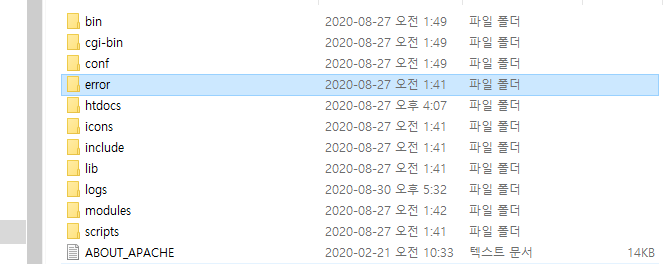 bin 2020-08-27 오전 1:49 파일 폴더
cgi-bin 2020-08-27 오전 1:49 파일 폴더
conf 2020-08-27 오전 1:49 파일 폴더
error 2020-08-27 오전 1:41 파일 폴더
htdocs 2020-08-27 오후 4:07 파일 폴더
icons 2020-08-27 오전 1:41 파일 폴더
include 2020-08-27 오전 1:41 파일 폴더
lib 2020-08-27 오전 1:41 파일 폴더
logs 2020-08-30 오후 5:32 파일 폴더
modules 2020-08-27 오전 1:42 파일 폴더
scripts 2020-08-27 오전 1:41 파일 폴더
ABOUT_APACHE 2020-02-21 오전 10:33 텍스트 문서 14KB